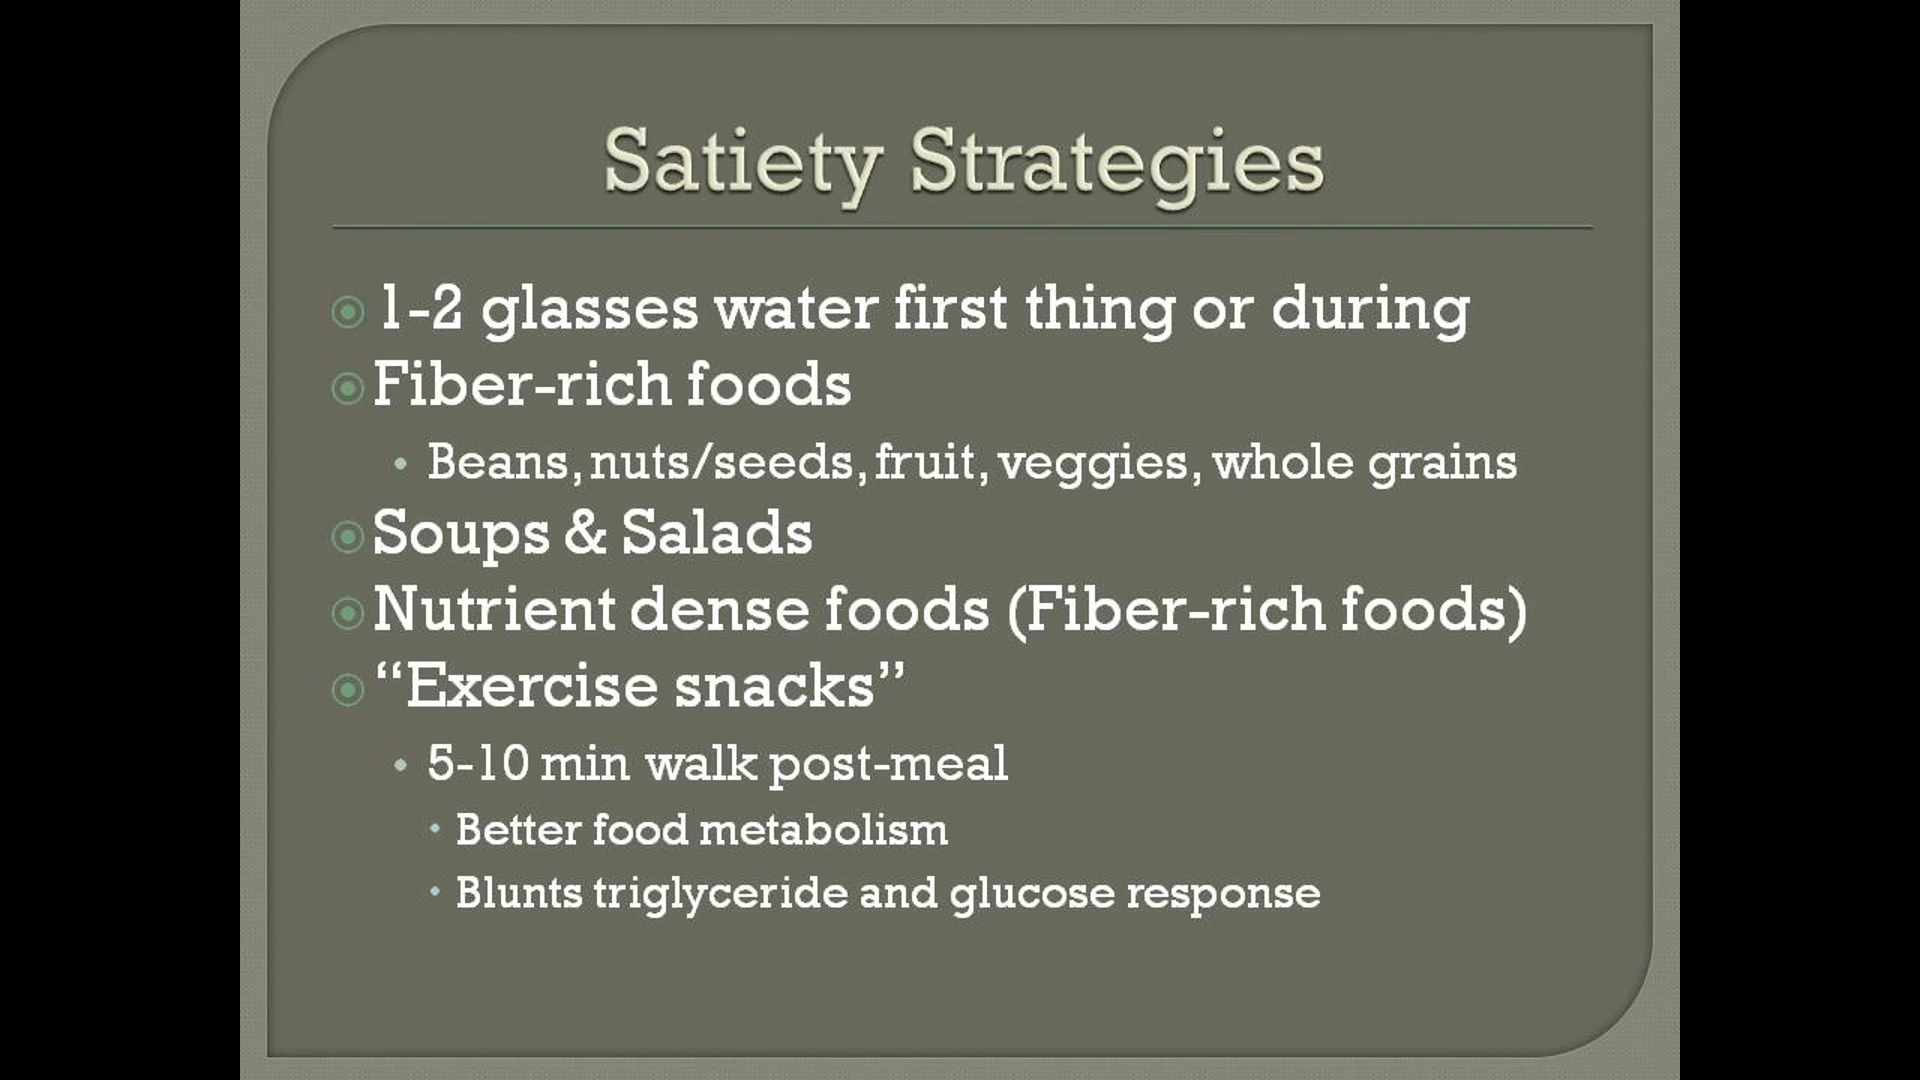 Satiety Strategies
1-2 glasses water first thing or during
Fiber-rich foods
Beans, nuts/seeds, fruit, veggies, whole grains
Soups & Salads
Nutrient dense foods (Fiber-rich foods)
“Exercise snacks”
5-10 min walk post-meal
Better food metabolism
Blunts triglyceride and glucose response